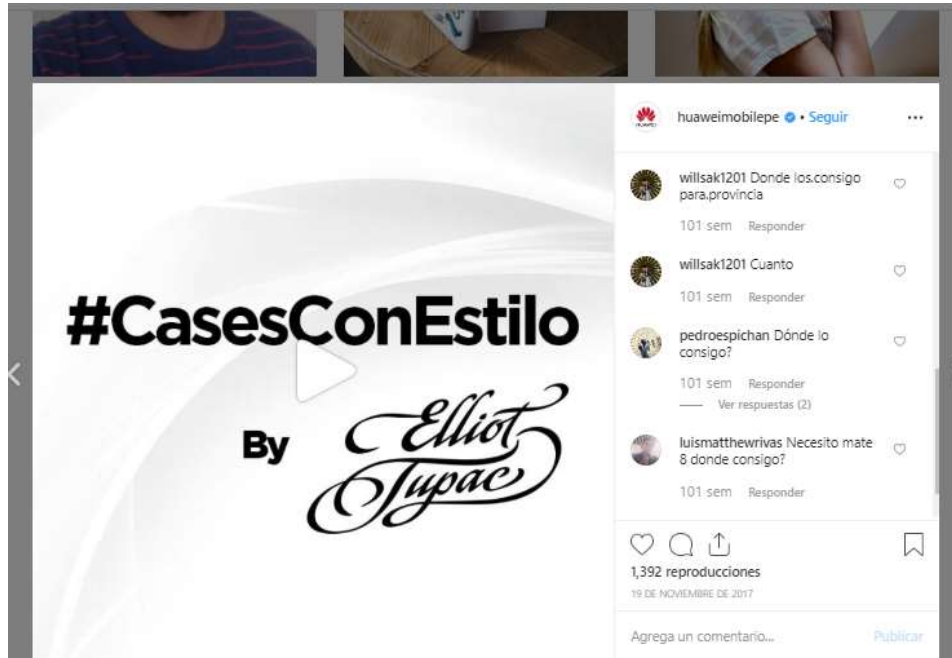 #CasesConEstilo
By Elliot
Tupac
HUAWEI
huaweimobilepe • Seguir
willsak1201 Donde los.consigo
para.provincia
101 sem Responder
willsak1201 Cuanto
101 sem Responder
pedroespichan Dónde lo
consigo?
101 sem Responder
Ver respuestas (2)
luismatthewrivas Necesito mate
8 donde consigo?
101 sem Responder
1,392 reproducciones
19 DE NOVIEMBRE DE 2017
Agrega un comentario...
Publicar